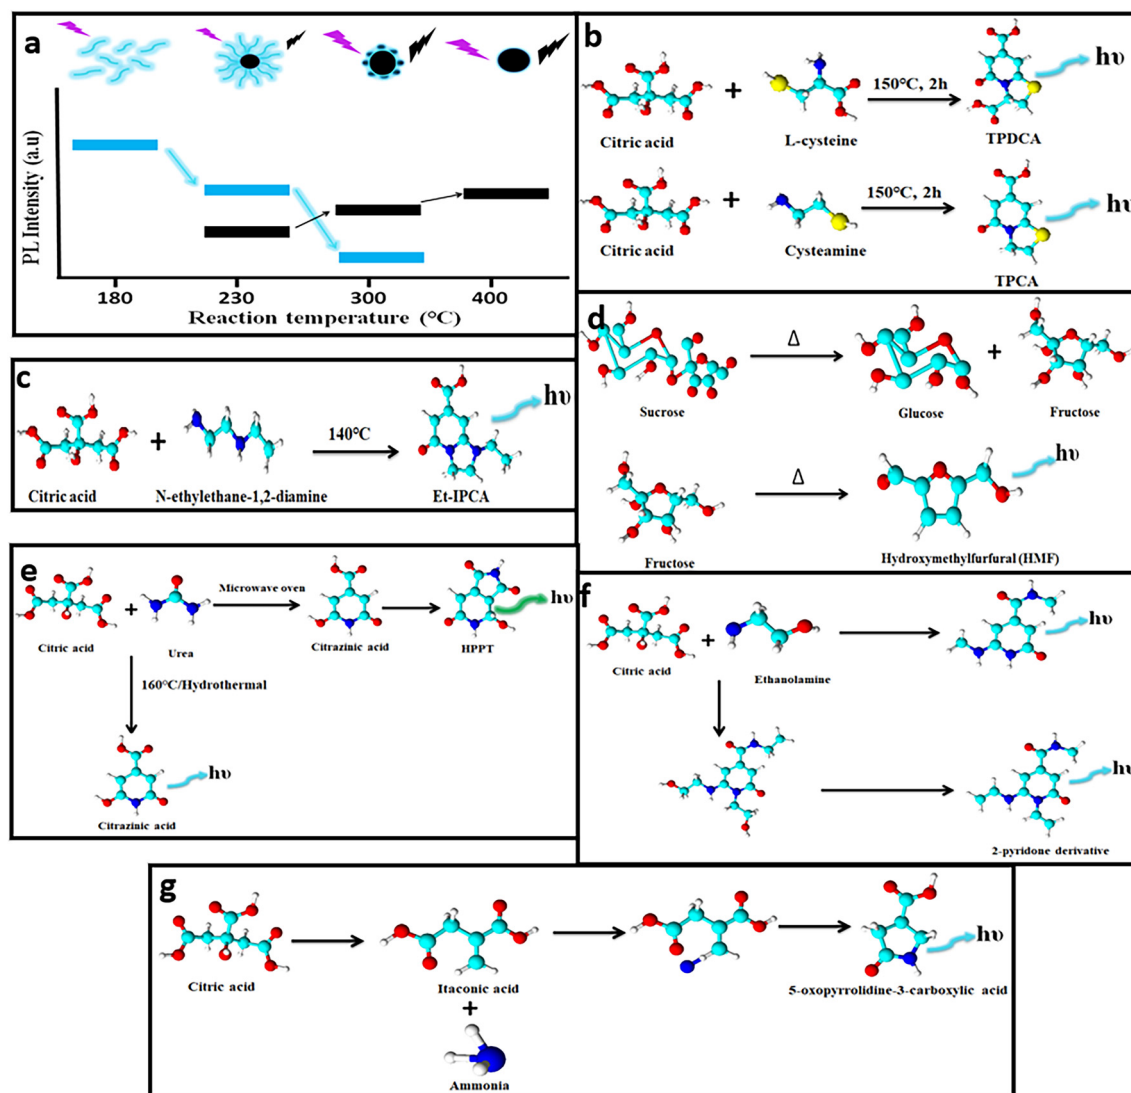 a
PL Intensity (a.u)
180 230 300 400
Reaction temperature (°C)
b
hυ
+
150°C, 2h
Citric acid
L-cysteine
TPDCA
+
150°C, 2h
hυ
Citric acid
Cysteamine
TPCA
c
hυ
+
140°C
Citric acid
N-ethylethane-1,2-diamine
Et-IPCA
d
Δ
+
Sucrose
Glucose
Fructose
hυ
Δ
Fructose
Hydroxymethylfurfural (HMF)
e
Microwave oven
hυ
+
Citric acid
Urea
Citrazinic acid
HPPT
160°C/Hydrothermal
hυ
Citrazinic acid
f
hυ
+
Citric acid
Ethanolamine
hυ
2-pyridone derivative
g
hυ
Citric acid
Itaconic acid
5-oxopyrrolidine-3-carboxylic acid
+
Ammonia